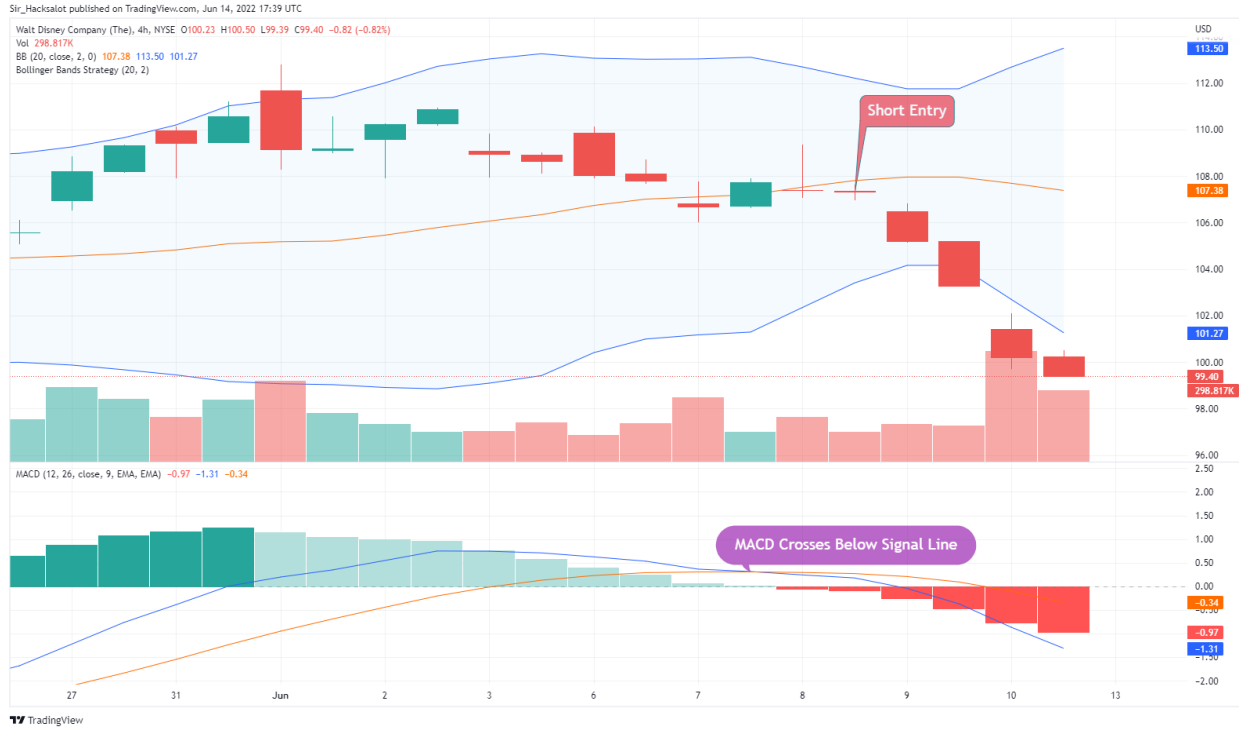 Sir_Hacksalot published on TradingView.com, Jun 14, 2022 17:39 UTC
Walt Disney Company (The), 4h, NYSE O100.23 H100.50 L99.39 C99.40 −0.82 (−0.82%)
Vol 298.817K
BB (20, close, 2, 0) 107.38 113.50 101.27
Bollinger Bands Strategy (20, 2)
USD
113.50
112.00
Short Entry
110.00
108.00
107.38
106.00
104.00
102.00
101.27
100.00
99.40
298.817K
98.00
96.00
MACD (12, 26, close, 9, EMA, EMA) −0.97 −1.31 −0.34
2.50
2.00
1.50
MACD Crosses Below Signal Line
1.00
0.50
0.00
−0.34
−0.50
−0.97
−1.31
−1.50
−2.00
27 31 Jun 2 3 6 7 8 9 10 13
TradingView